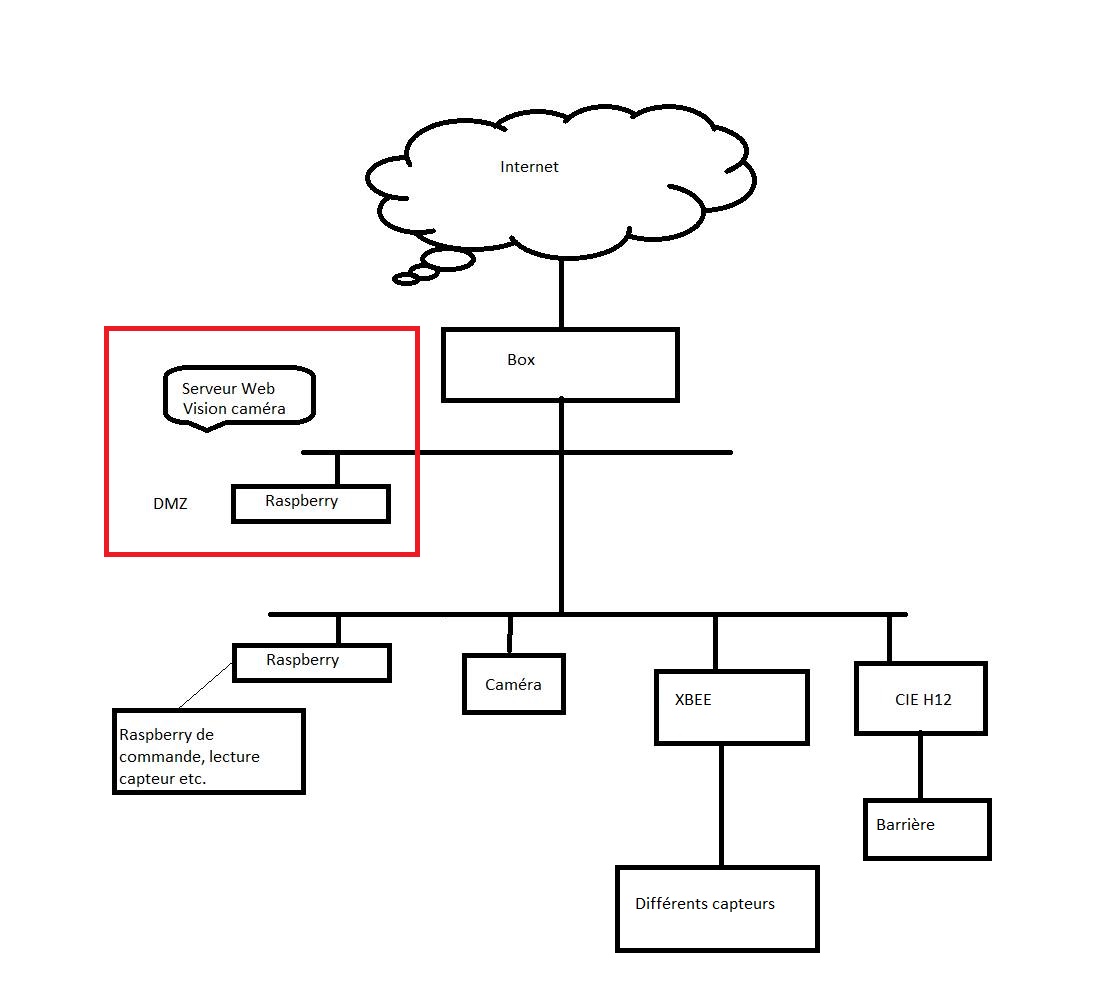 Internet
Box
Serveur Web
Vision caméra
DMZ
Raspberry
Raspberry
Caméra
XBEE
CIE H12
Raspberry de
commande, lecture
capteur etc.
Barrière
Différents capteurs